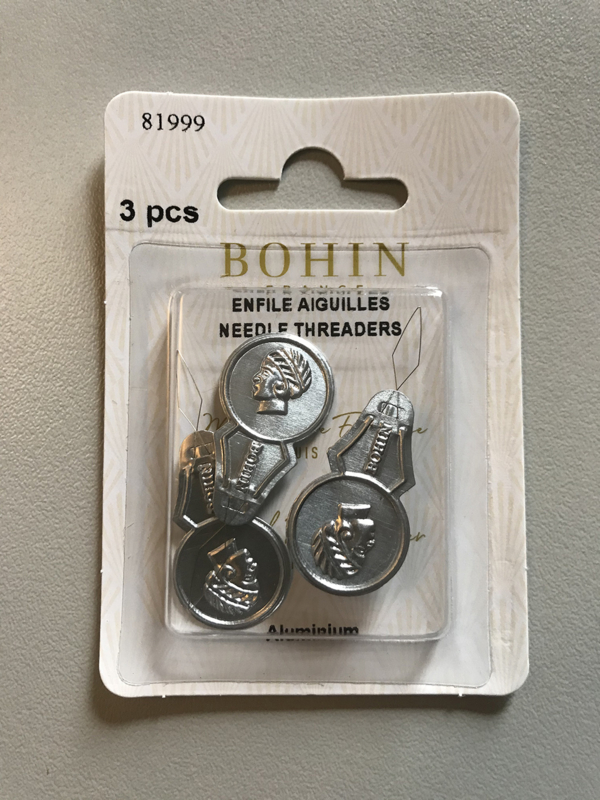 81999
3 pcs
BOHIN
FRANCE
ENFILE AIGUILLES
NEEDLE THREADERS
BOHIN
BOHIN
BOHIN
Aluminium